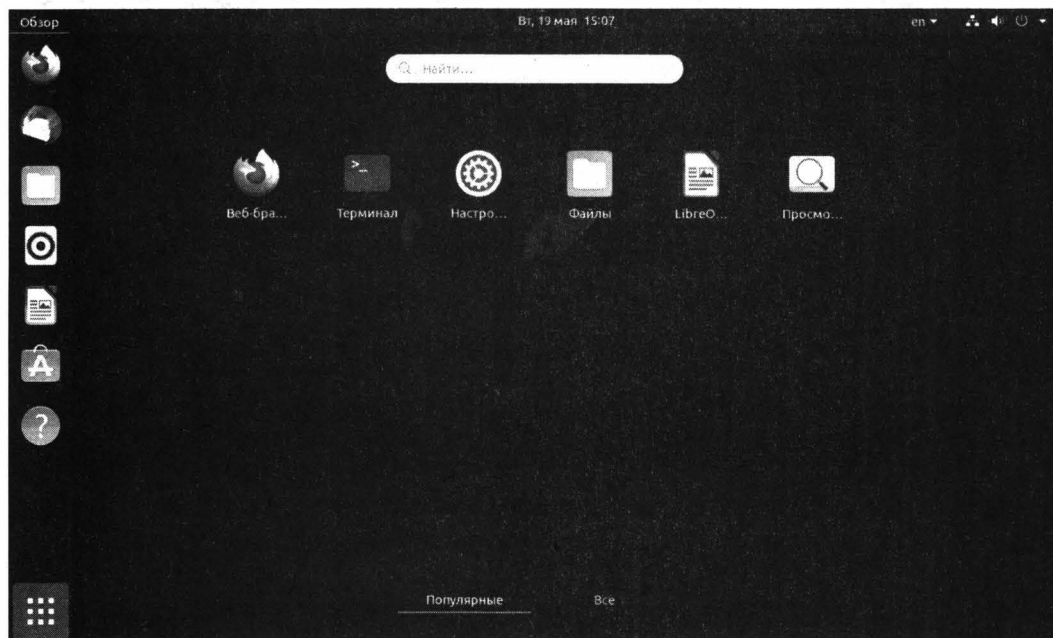 Обзор
Вт, 19 мая 15:07
en
Найти...
Веб-бра...
Терминал
Настро...
Файлы
LibreO...
Просмо...
Популярные
Все